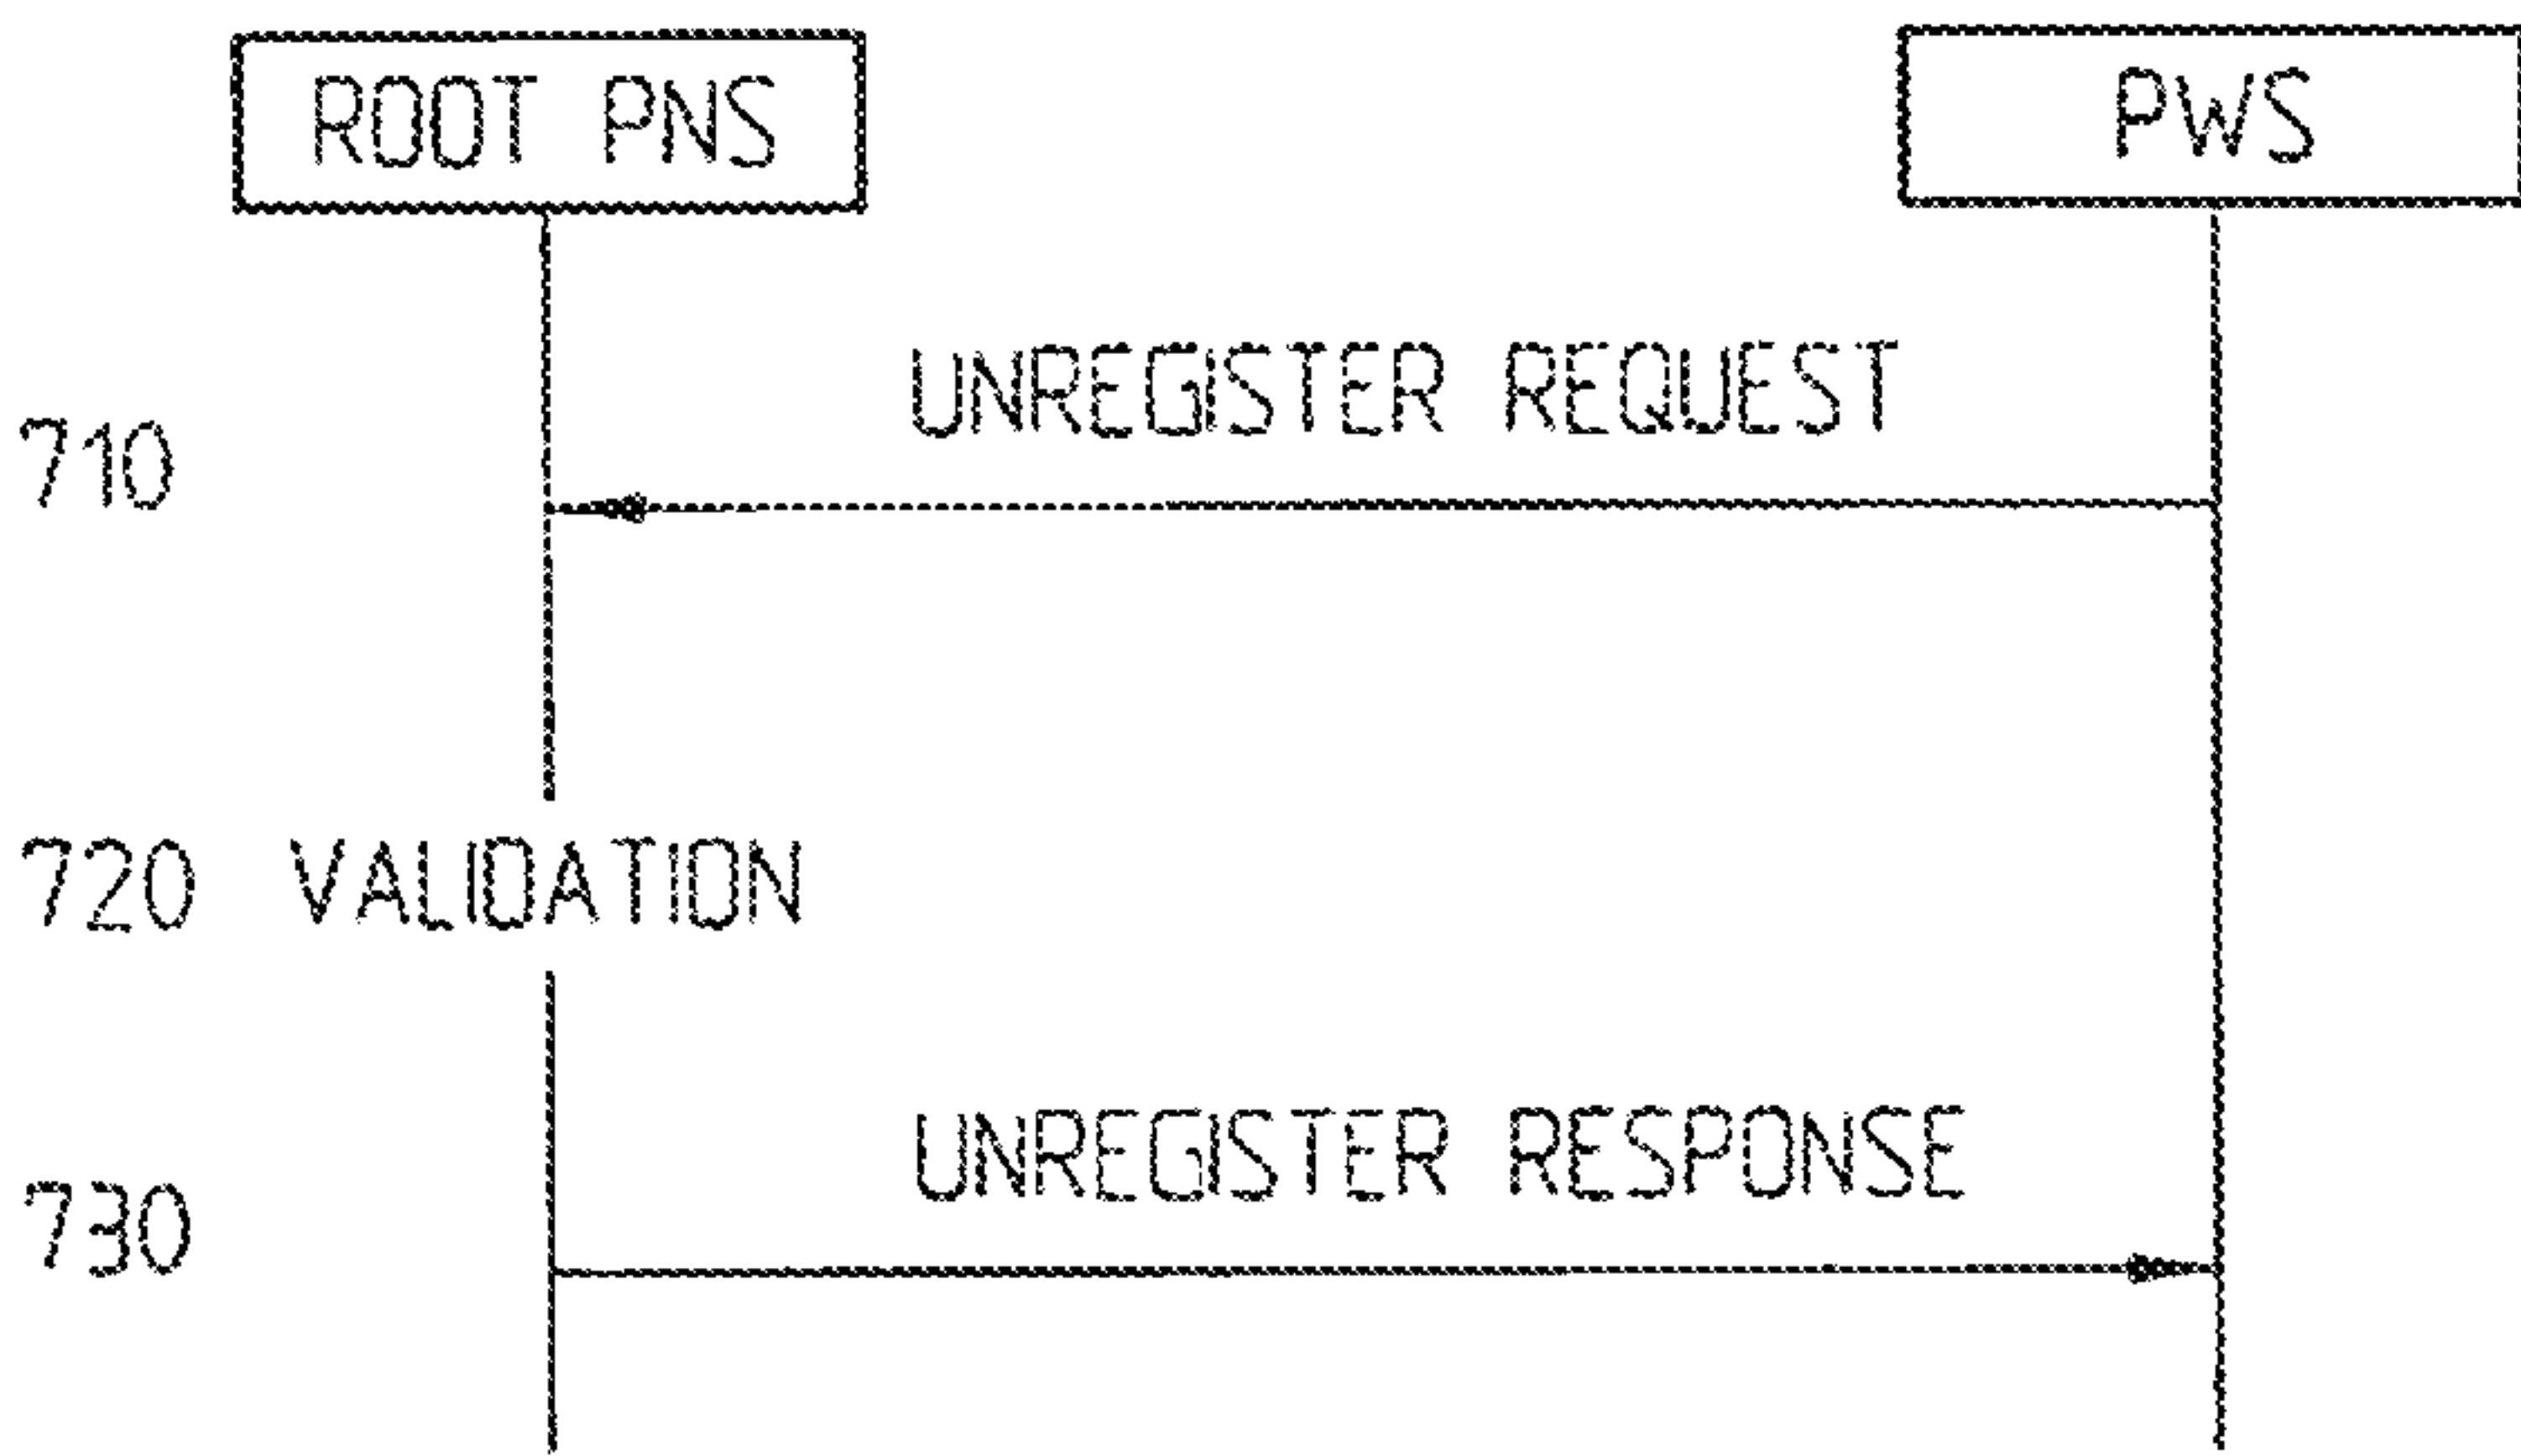 ROOT PNS
PWS
UNREGISTER REQUEST
710
720 VALIDATION
UNREGISTER RESPONSE
730